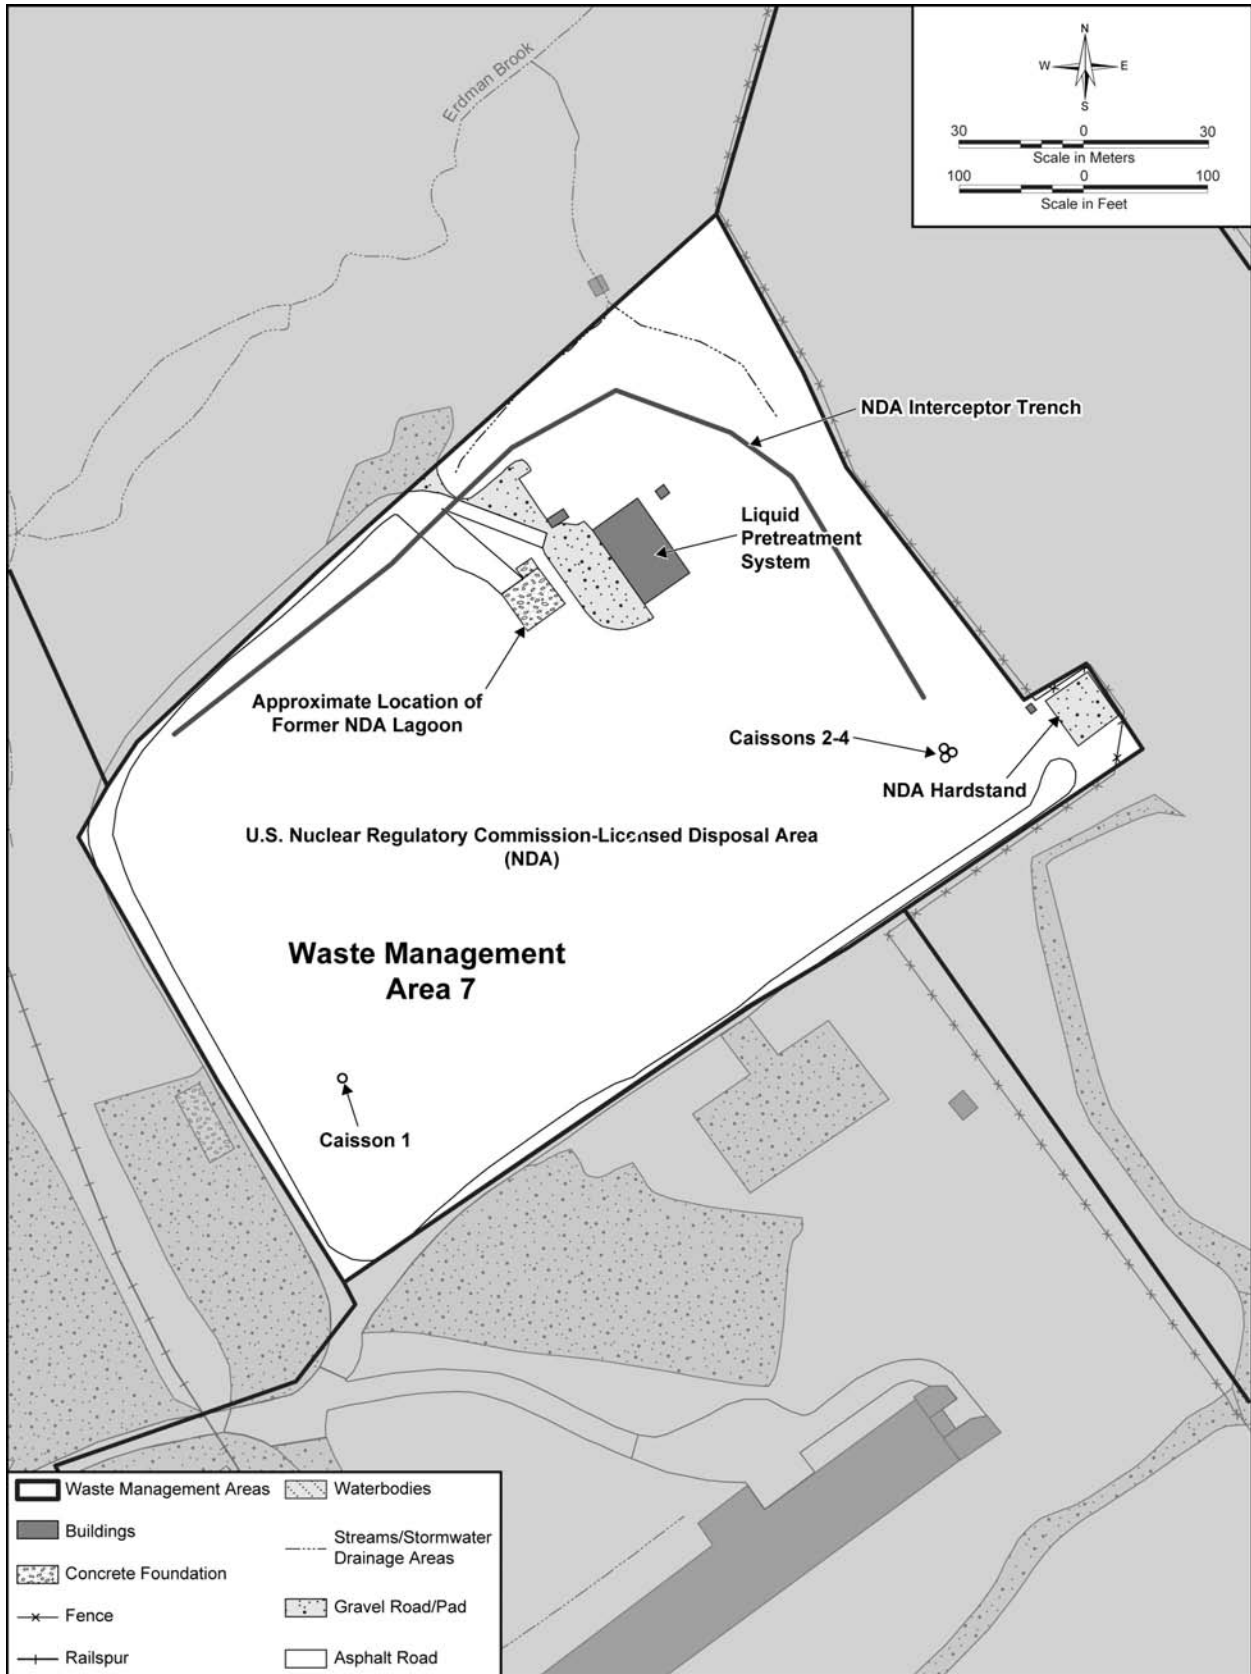 Erdman Brook
N
W E
S
30 0 30
Scale in Meters
100 0 100
Scale in Feet
NDA Interceptor Trench
Liquid
Pretreatment
System
Approximate Location of
Former NDA Lagoon
Caissons 2-4
NDA Hardstand
U.S. Nuclear Regulatory Commission-Licensed Disposal Area
(NDA)
Waste Management
Area 7
Caisson 1
Waste Management Areas
Buildings
Concrete Foundation
Fence
Railspur
Waterbodies
Streams/Stormwater
Drainage Areas
Gravel Road/Pad
Asphalt Road